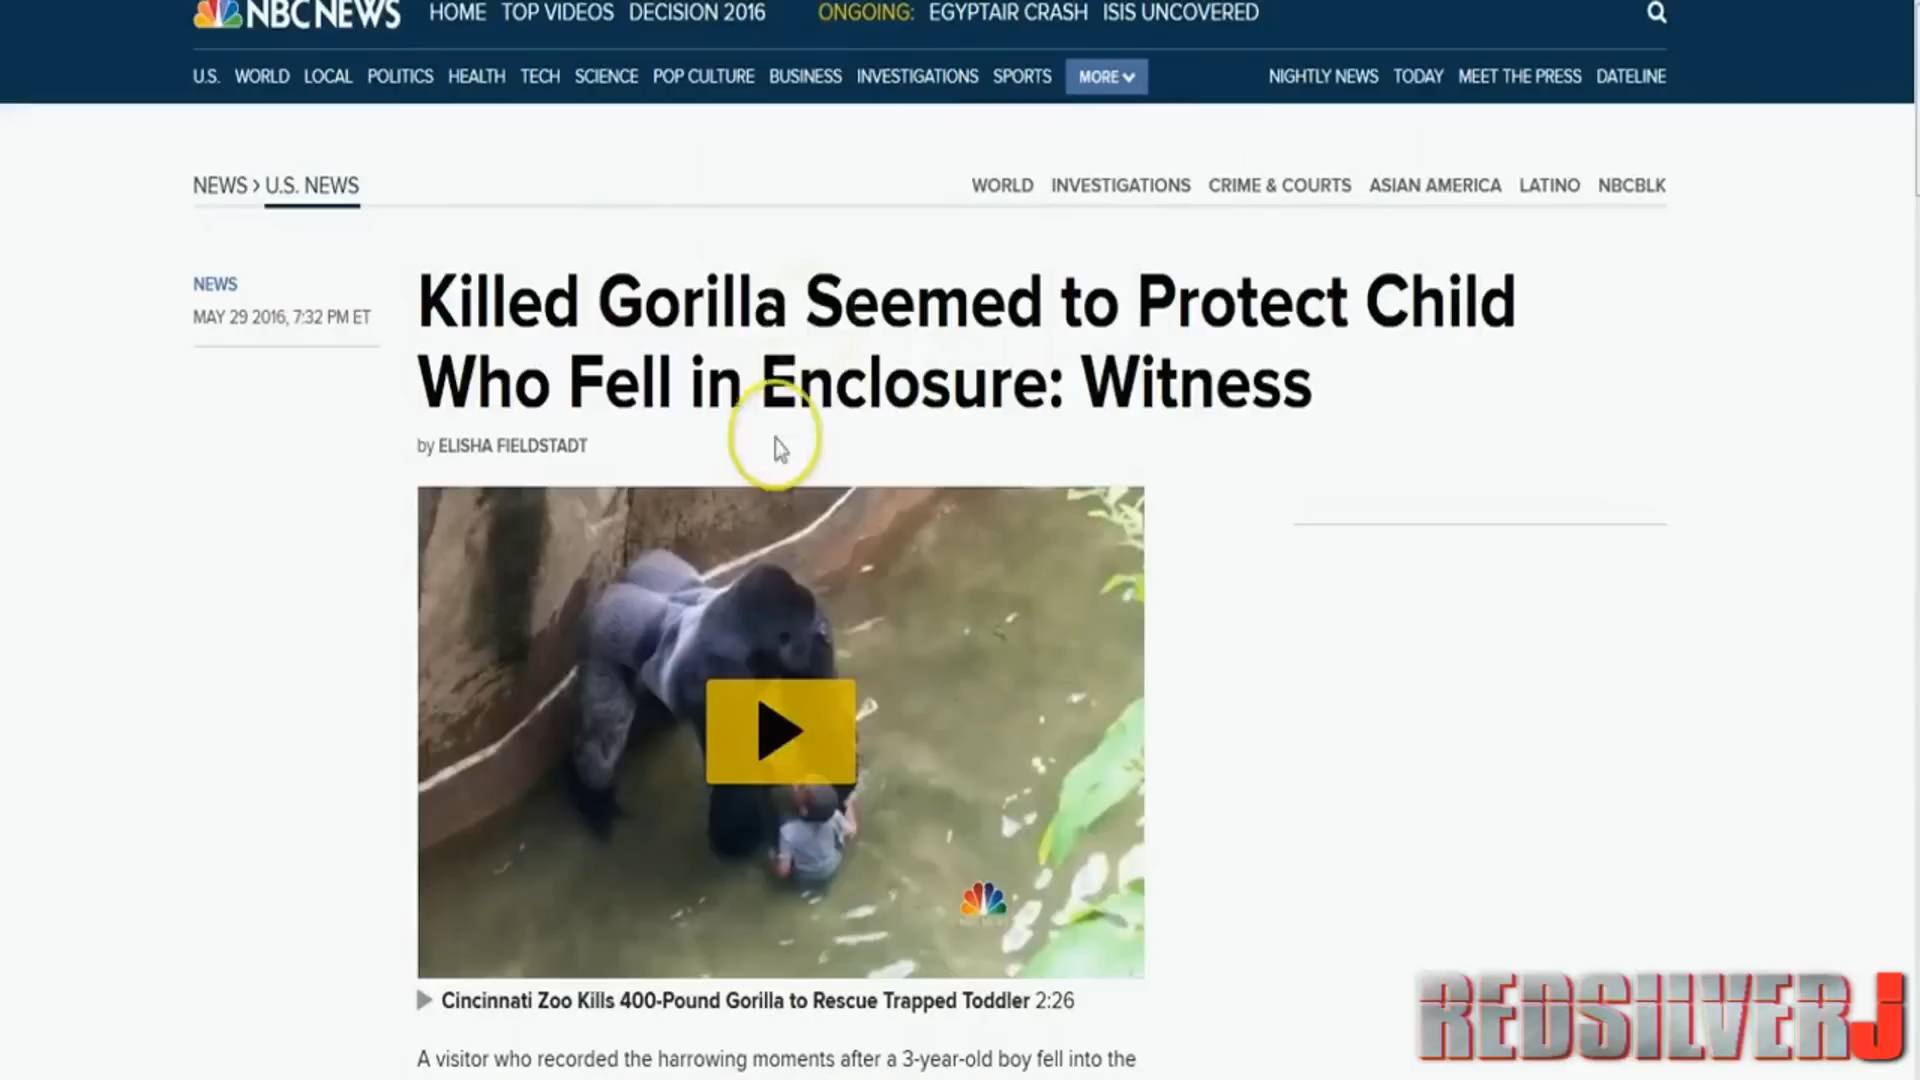 NBC NEWS HOME TOP VIDEOS DECISION 2016 ONGOING: EGYPTAIR CRASH ISIS UNCOVERED
U.S. WORLD LOCAL POLITICS HEALTH TECH SCIENCE POP CULTURE BUSINESS INVESTIGATIONS SPORTS MORE NIGHTLY NEWS TODAY MEET THE PRESS DATELINE
NEWS > U.S. NEWS WORLD INVESTIGATIONS CRIME & COURTS ASIAN AMERICA LATINO NBCBLK
NEWS
MAY 29 2016, 7:32 PM ET
Killed Gorilla Seemed to Protect Child
Who Fell in Enclosure: Witness
by ELISHA FIELDSTADT
Cincinnati Zoo Kills 400-Pound Gorilla to Rescue Trapped Toddler 2:26
A visitor who recorded the harrowing moments after a 3-year-old boy fell into the
REDSILVERJ